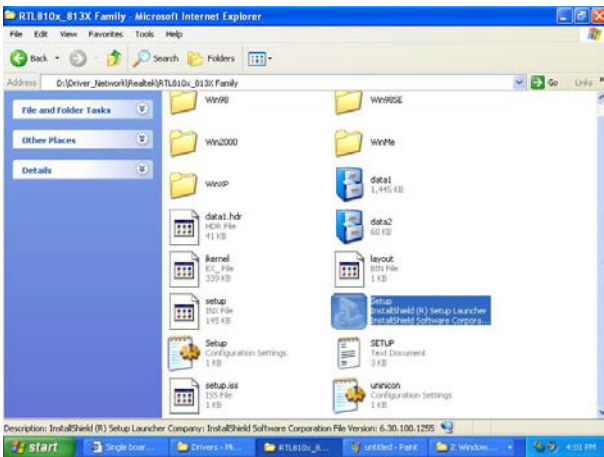 RTL810x_813X Family - Microsoft Internet Explorer
File Edit View Favorites Tools Help
Back Search Folders
Address D:\Driver_Network\Realtek\RTL810x_813X Family Go Links
File and Folder Tasks
Other Places
Details
Win98 Win98SE
Win2000 WinMe
WinXP
data1
1,445 KB
data1.hdr
HDR File
41 KB
data2
60 KB
ikernel
EX_ File
339 KB
layout
BIN File
1 KB
setup
INX File
145 KB
Setup
InstallShield (R) Setup Launcher
InstallShield Software Corpora...
Setup
Configuration Settings
1 KB
SETUP
Text Document
3 KB
setup.iss
ISS File
1 KB
uninicon
Configuration Settings
1 KB
Description: InstallShield (R) Setup Launcher Company: InstallShield Software Corporation File Version: 6.30.100.1255
start Single boar... Drivers - Mi... RTL810x_8... untitled - Paint 2 Window... 4:01 PM